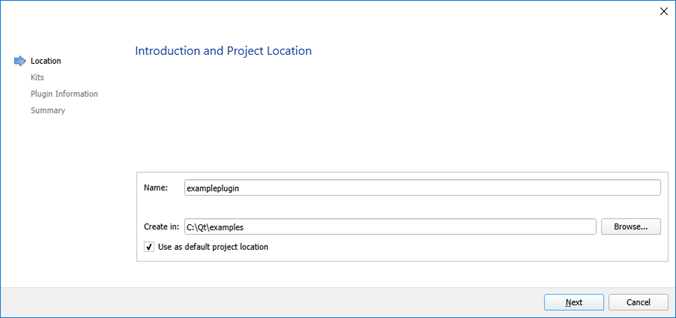 Introduction and Project Location
Location
Kits
Plugin Information
Summary
Name: exampleplugin
Create in: C:\Qt\examples Browse...
Use as default project location
Next Cancel